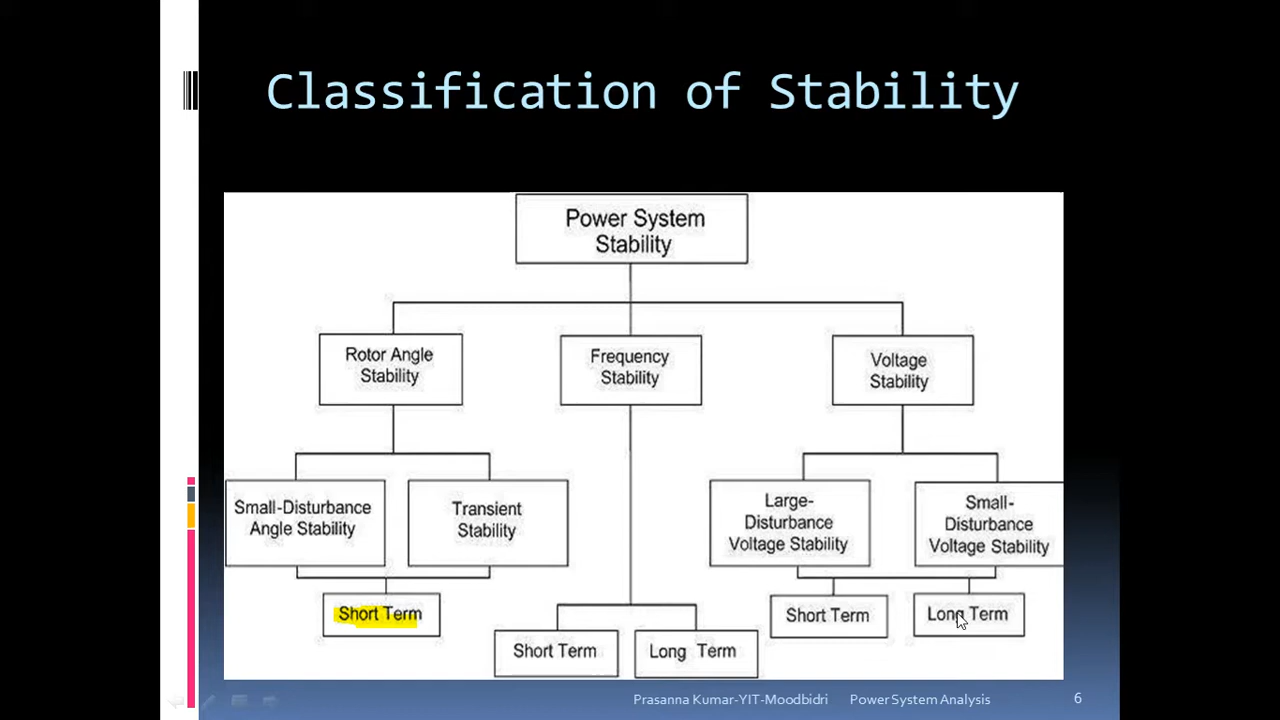 Classification of Stability
Power System
Stability
Rotor Angle
Stability
Frequency
Stability
Voltage
Stability
Small-Disturbance
Angle Stability
Transient
Stability
Large-
Disturbance
Voltage Stability
Small-
Disturbance
Voltage Stability
Short Term
Short Term
Long Term
Short Term
Long Term
Prasanna Kumar-YIT-Moodbidri Power System Analysis 6